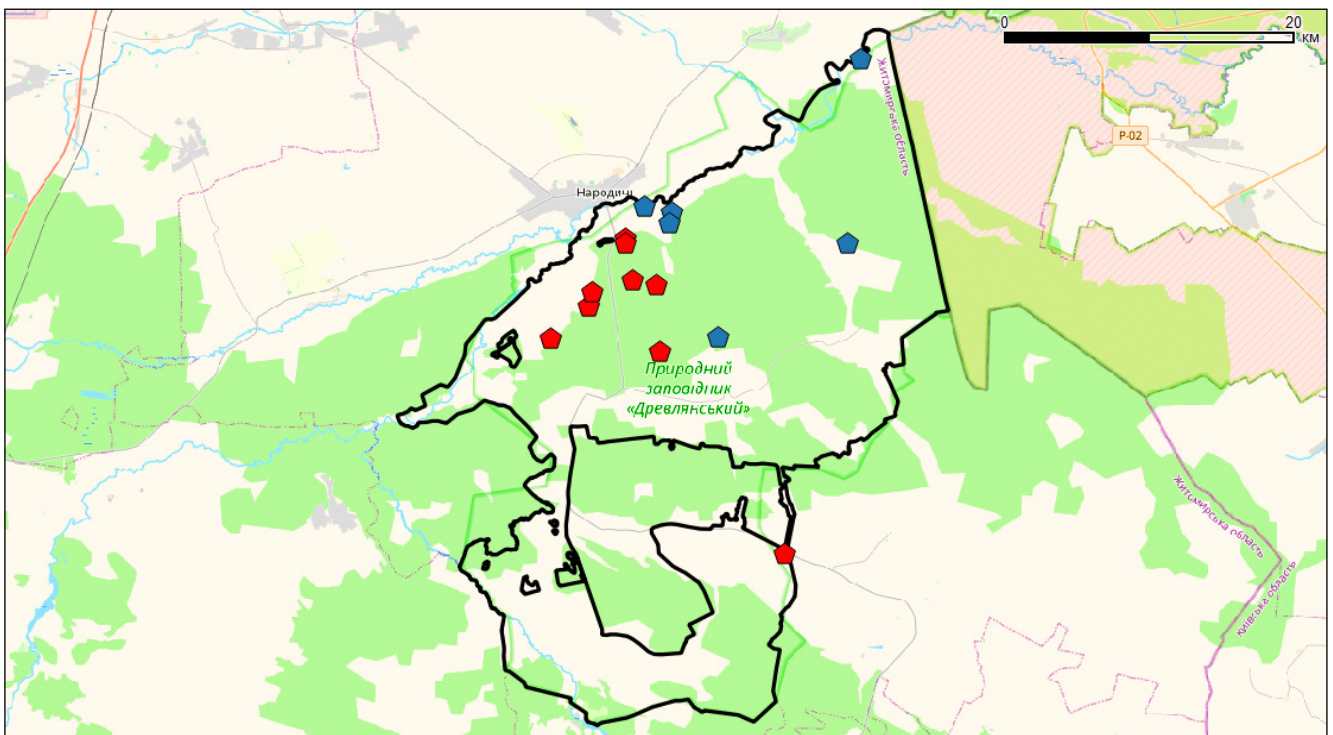 0 20
км
Житомирська область
Р-02
Народичі
Природний
заповідник
«Древлянський»
Житомирська область
Київська область